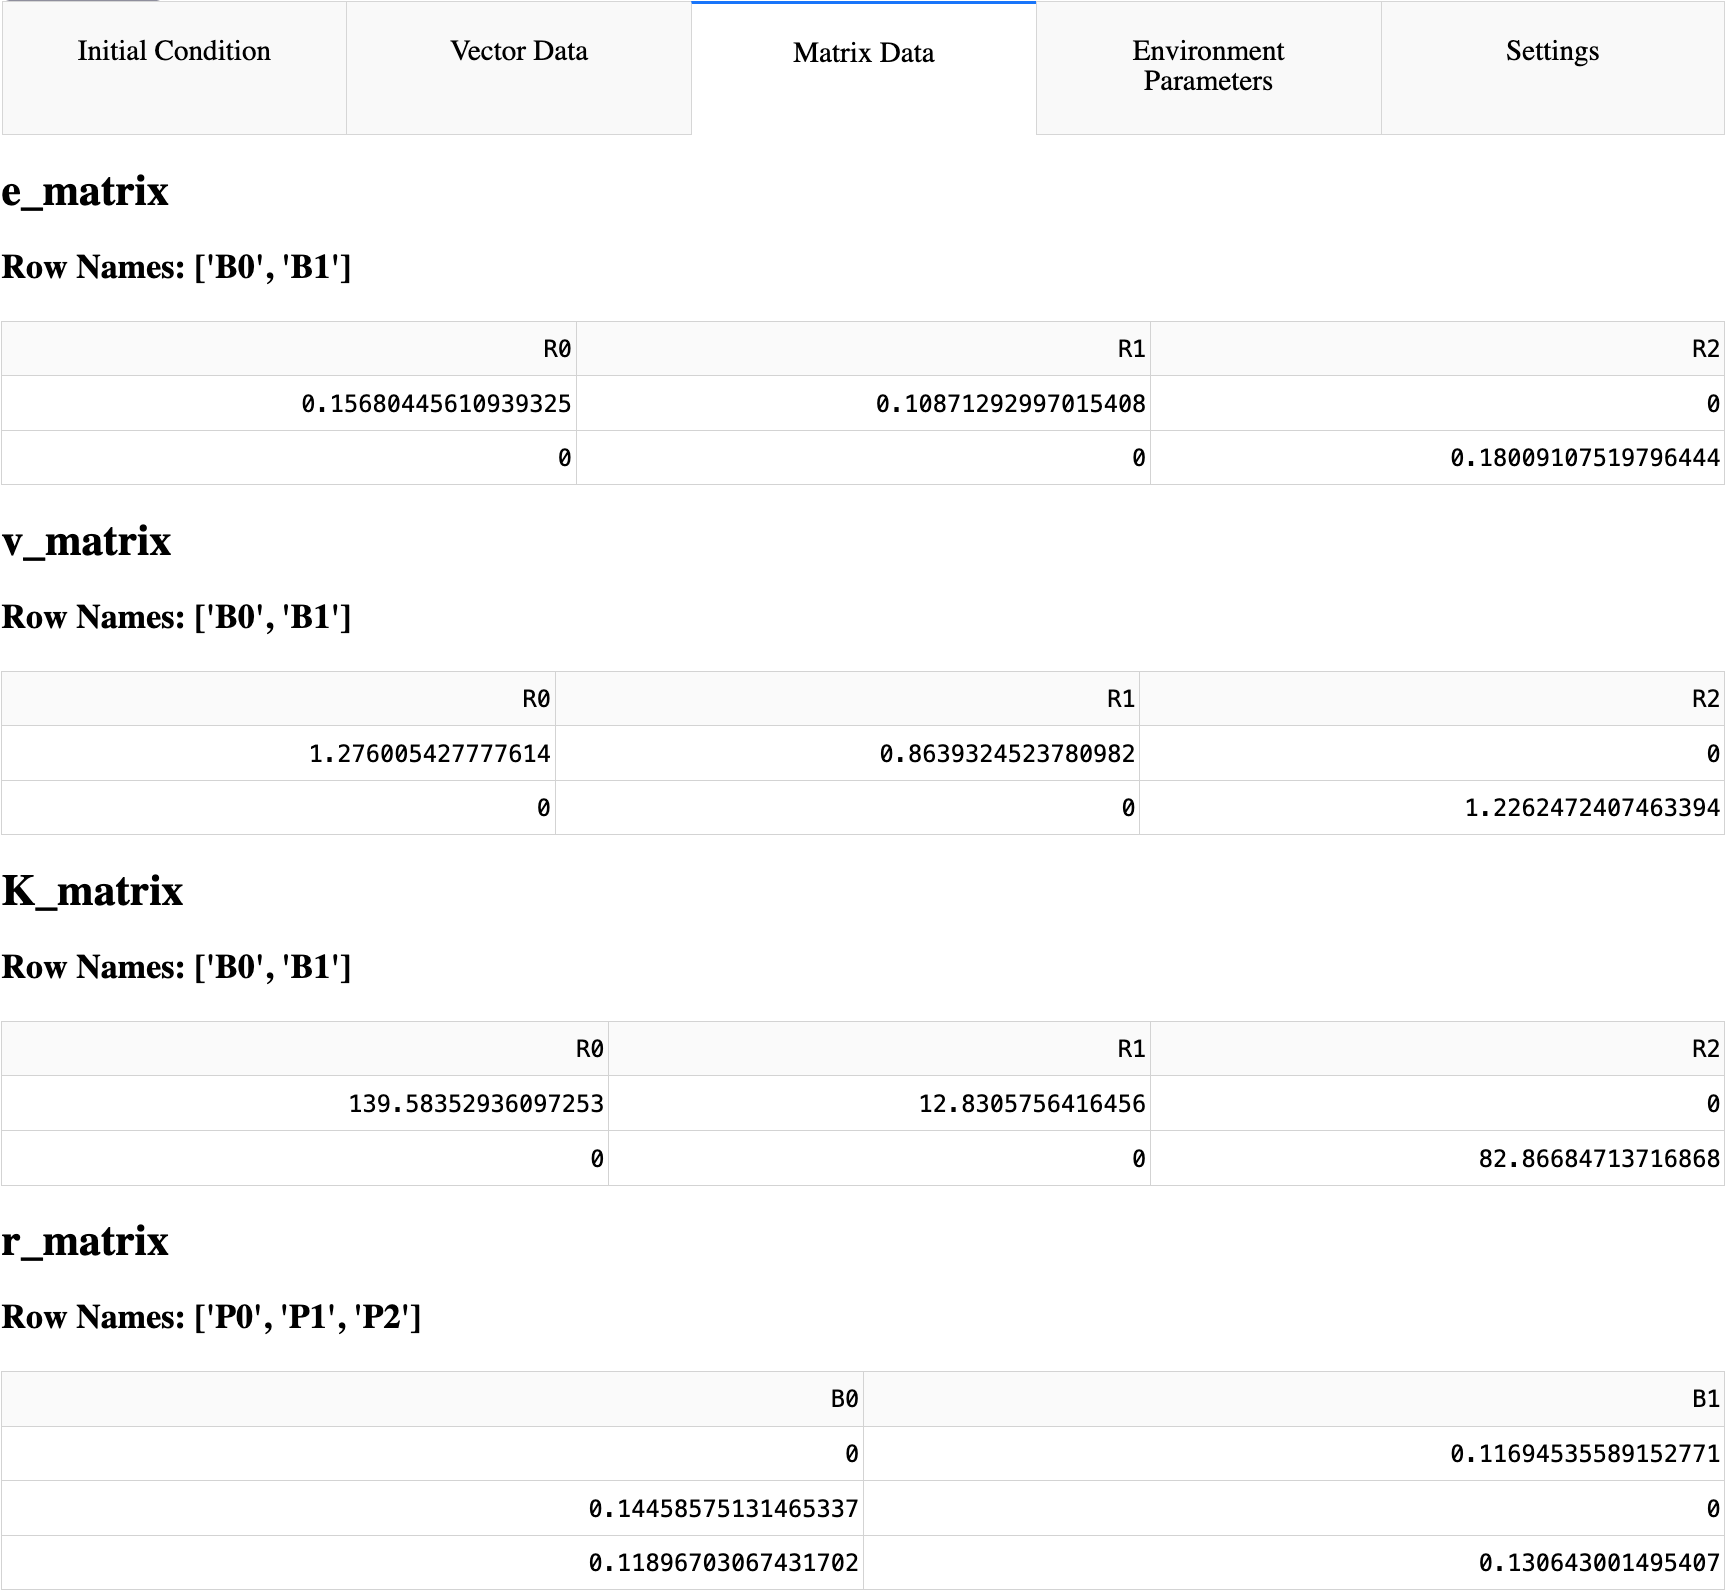 Initial Condition
Vector Data
Matrix Data
Environment
Parameters
Settings
e_matrix
Row Names: ['B0', 'B1']
R0 R1 R2
0.15680445610939325 0.10871292997015408 0
0 0 0.18009107519796444
v_matrix
Row Names: ['B0', 'B1']
R0 R1 R2
1.276005427777614 0.8639324523780982 0
0 0 1.2262472407463394
K_matrix
Row Names: ['B0', 'B1']
R0 R1 R2
139.58352936097253 12.8305756416456 0
0 0 82.86684713716868
r_matrix
Row Names: ['P0', 'P1', 'P2']
B0 B1
0 0.11694535589152771
0.14458575131465337 0
0.11896703067431702 0.130643001495407